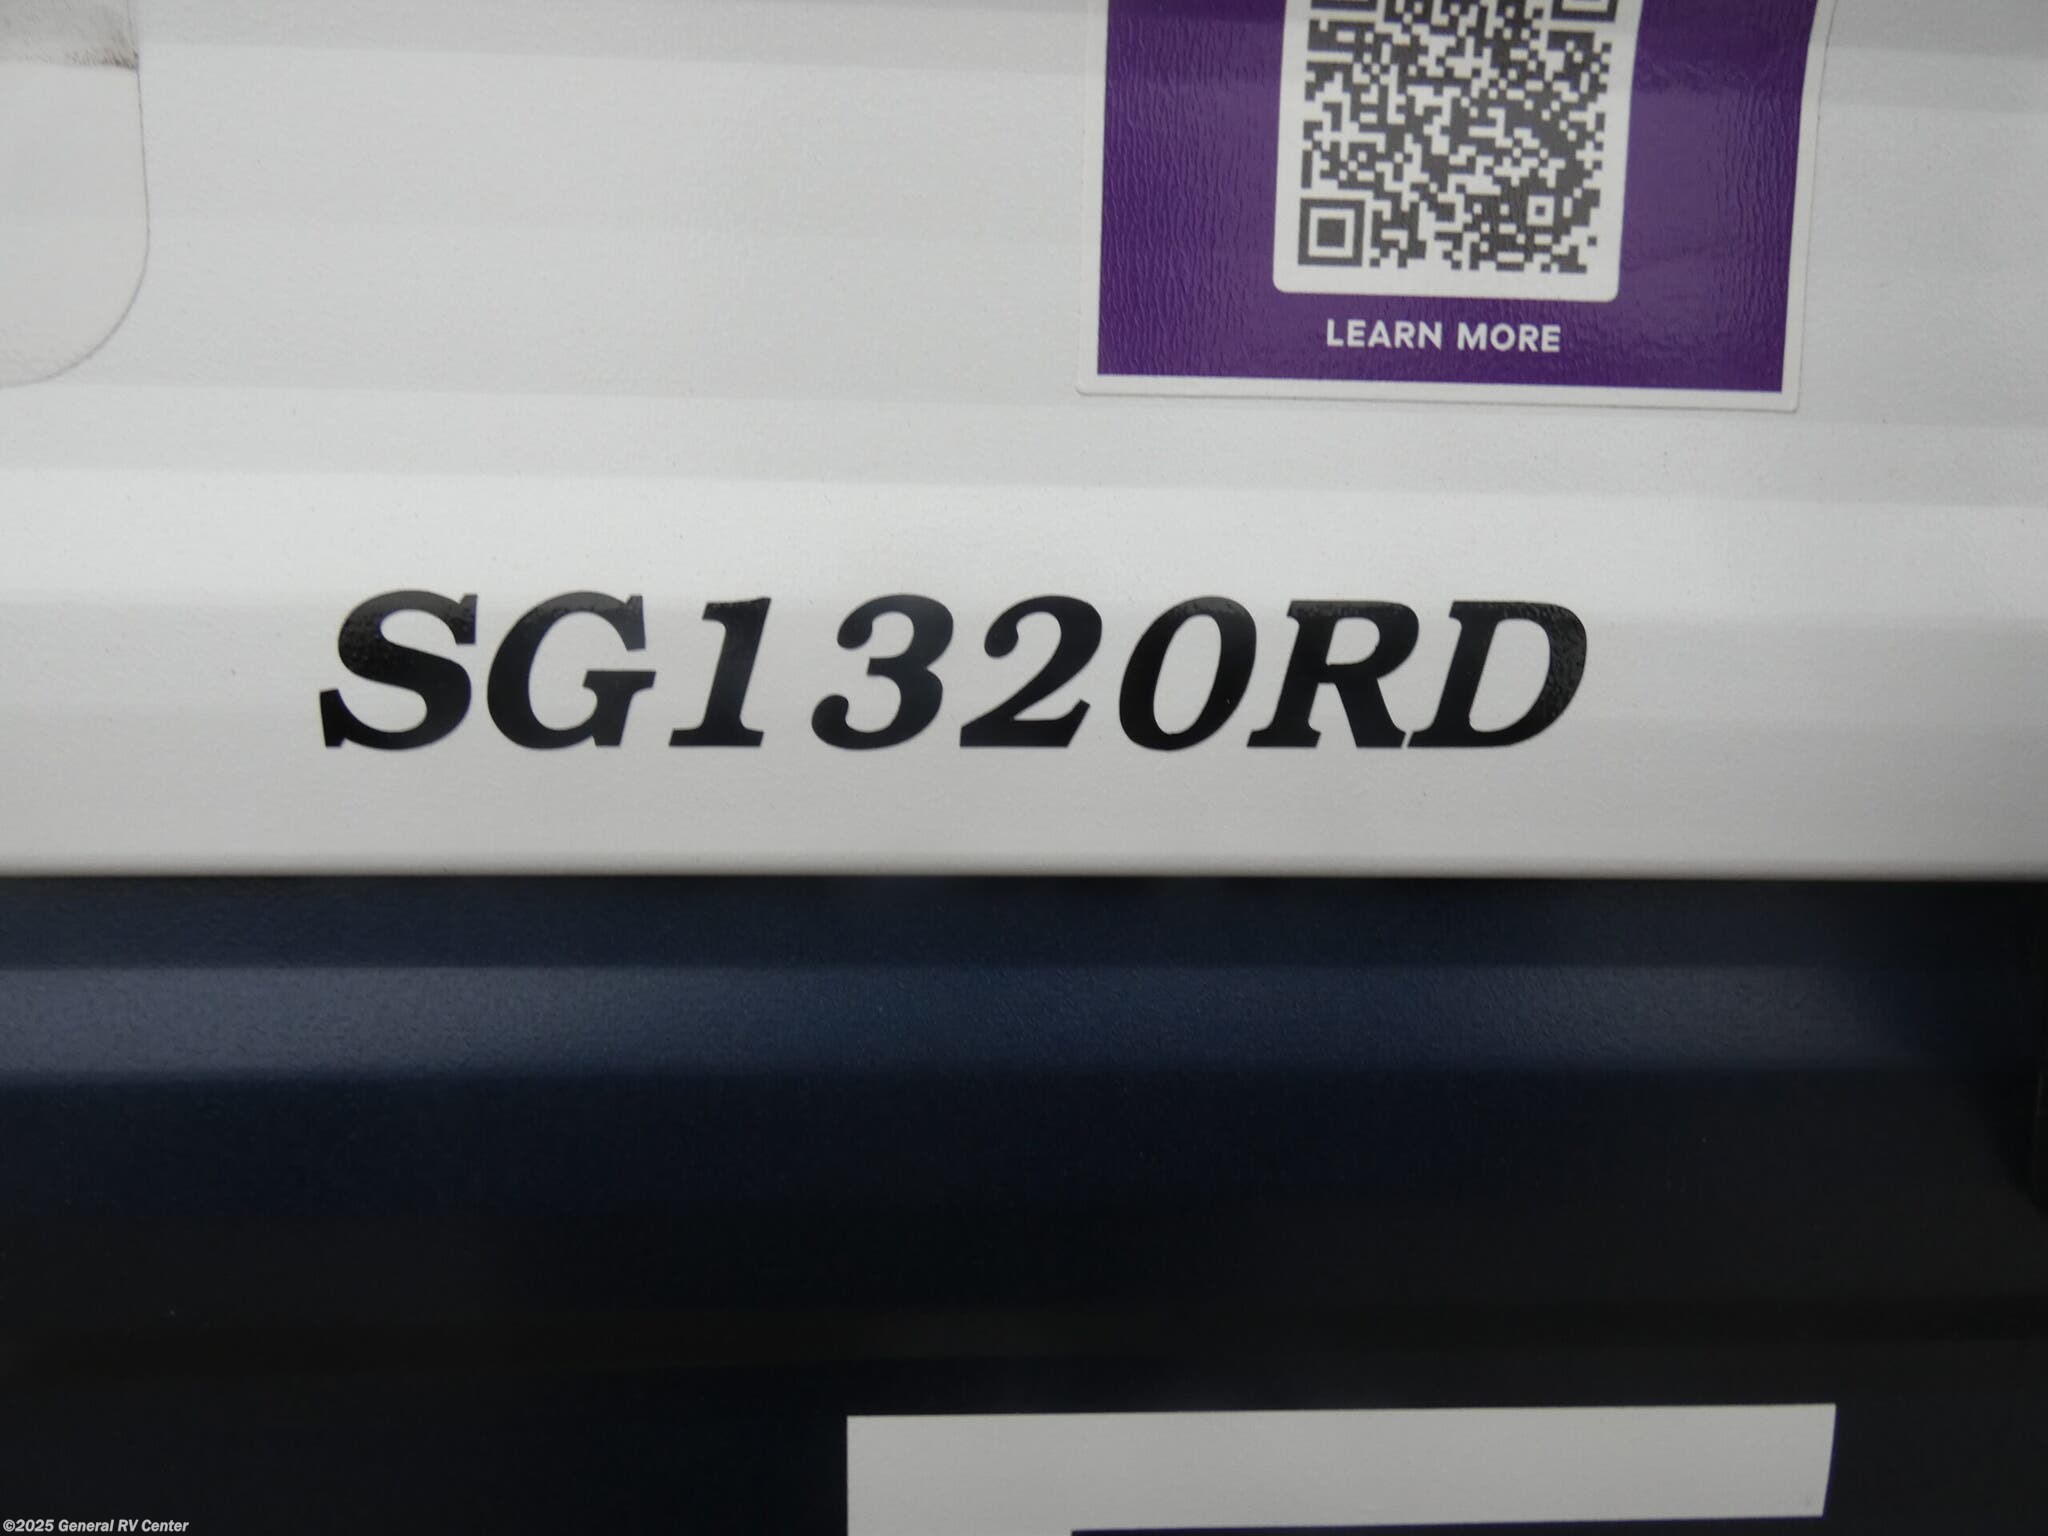 LEARN MORE
SG1320RD
©2025 General RV Center